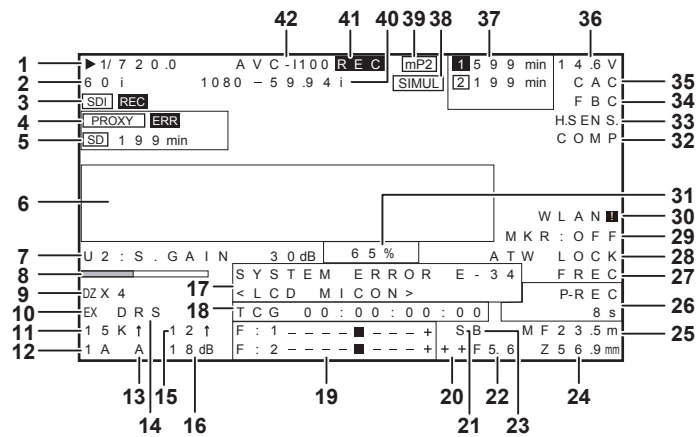 42 41 39 38 40 37 36
1 ▶1/720.0 AVC-I100 REC mP2 1 599 min 14.6V
2 60i 1080-59.94i SIMUL 2 199 min CAC 35
3 SDI REC FBC 34
4 PROXY ERR H.SENS. 33
5 SD 199 min COMP 32
6
31
WLAN ! 30
MKR:OFF 29
7 U2:S.GAIN 30dB 65% ATW LOCK 28
8 SYSTEM ERROR E-34 FREC 27
9 DZX4 17 <LCD MICON> P-REC 26
10 EX DRS 18 TCG 00:00:00:00 8s
11 15K↑ 12↑ F:1----■----+ SB MF23.5m 25
12 1A A 18dB F:2----■----+ ++F5.6 Z56.9mm
13 14 15 16 19 20 21 22 23 24